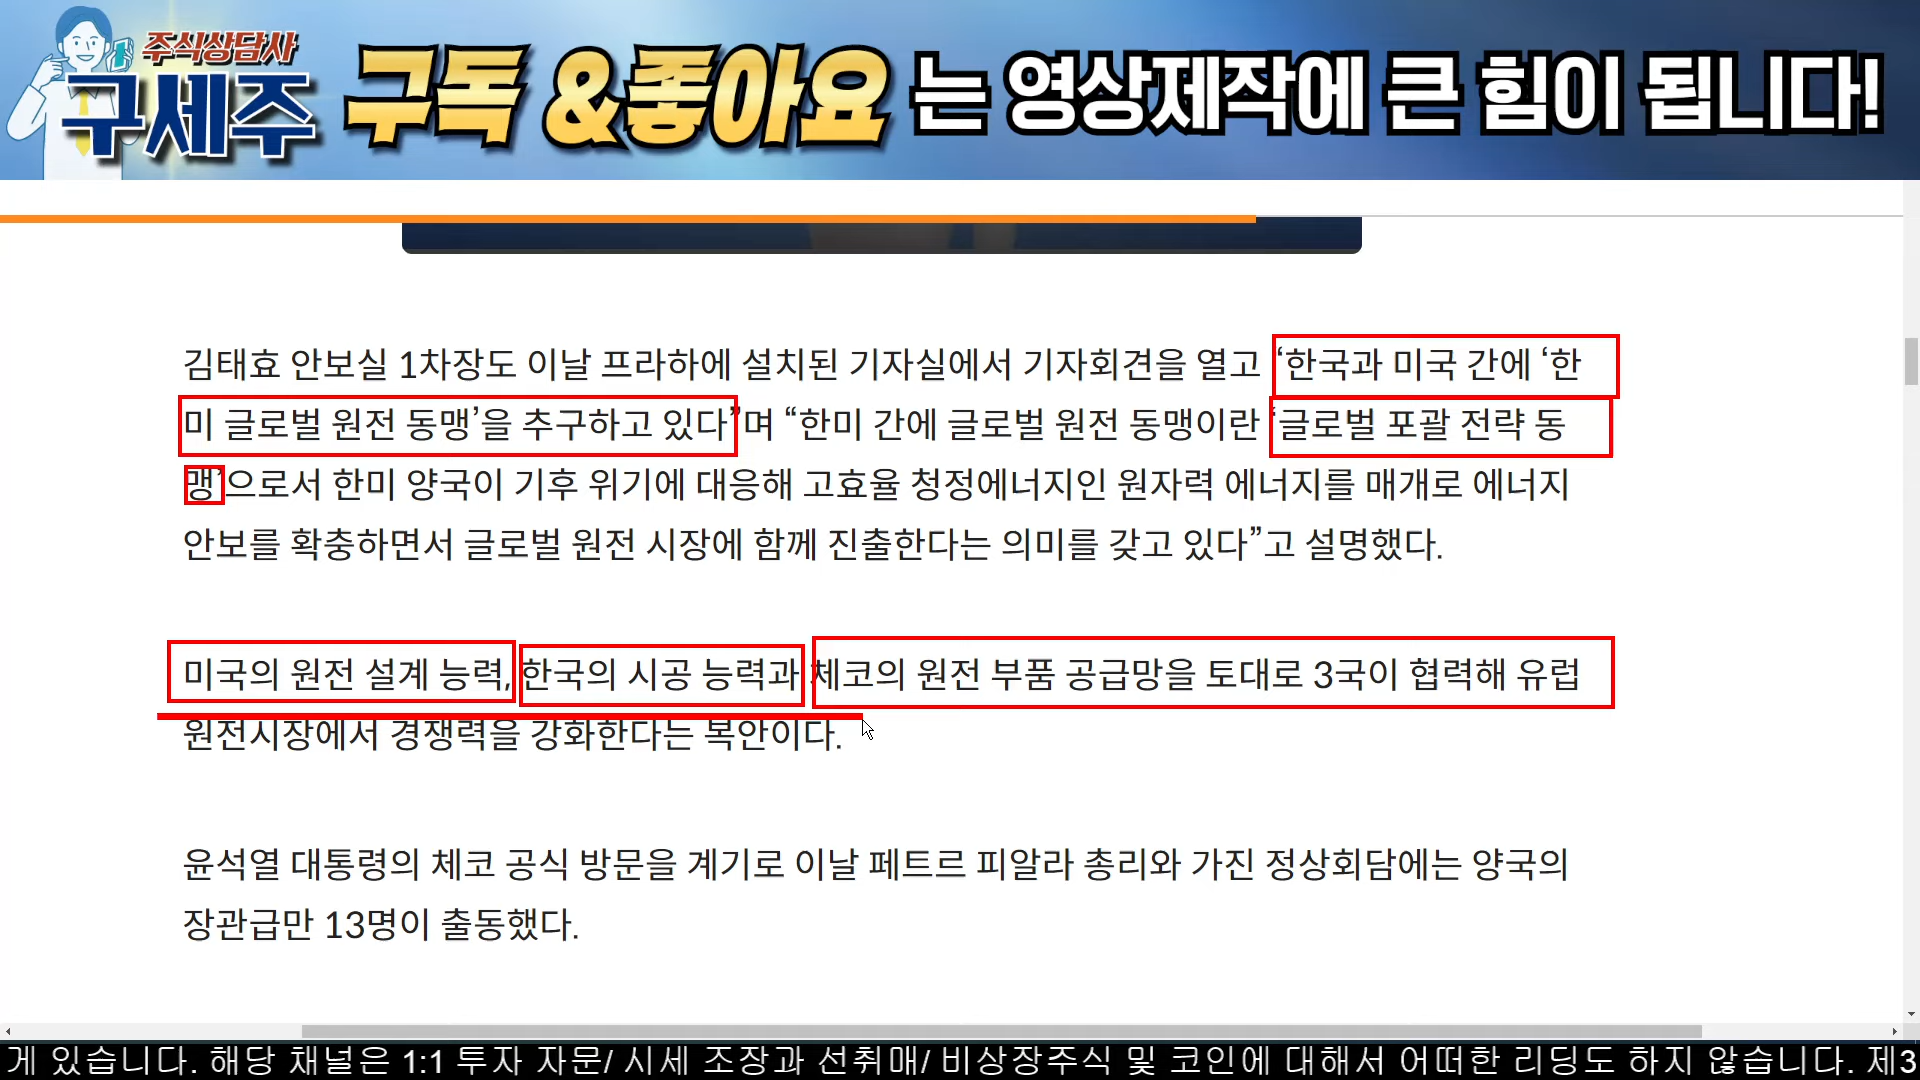 주식상담사
구세주
구독 &좋아요는 영상제작에 큰 힘이 됩니다!
김태효 안보실 1차장도 이날 프라하에 설치된 기자실에서 기자회견을 열고 ‘한국과 미국 간에 ‘한
미 글로벌 원전 동맹’을 추구하고 있다”며 “한미 간에 글로벌 원전 동맹이란 ‘글로벌 포괄 전략 동
맹’으로서 한미 양국이 기후 위기에 대응해 고효율 청정에너지인 원자력 에너지를 매개로 에너지
안보를 확충하면서 글로벌 원전 시장에 함께 진출한다는 의미를 갖고 있다”고 설명했다.
미국의 원전 설계 능력, 한국의 시공 능력과 체코의 원전 부품 공급망을 토대로 3국이 협력해 유럽
원전시장에서 경쟁력을 강화한다는 복안이다.
윤석열 대통령의 체코 공식 방문을 계기로 이날 페트르 피알라 총리와 가진 정상회담에는 양국의
장관급만 13명이 출동했다.
게 있습니다. 해당 채널은 1:1 투자 자문/ 시세 조장과 선취매/ 비상장주식 및 코인에 대해서 어떠한 리딩도 하지 않습니다. 제3